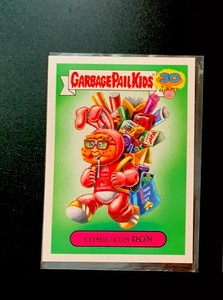 GARBAGE PAIL KIDS
30
COMIC-CON RON